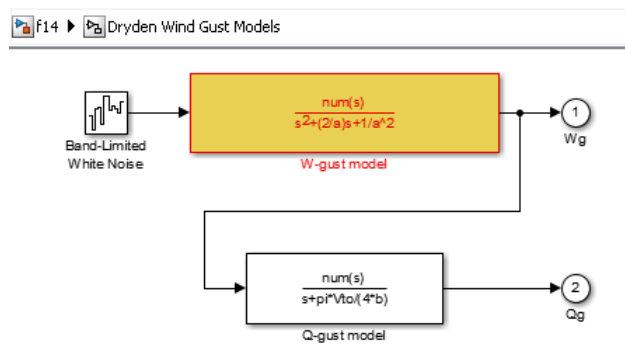 f14 Dryden Wind Gust Models
num(s)
s2+(2/a)s+1/a^2
W-gust model
Band-Limited
White Noise
1
Wg
num(s)
s+pi*Vto/(4*b)
Q-gust model
2
Qg